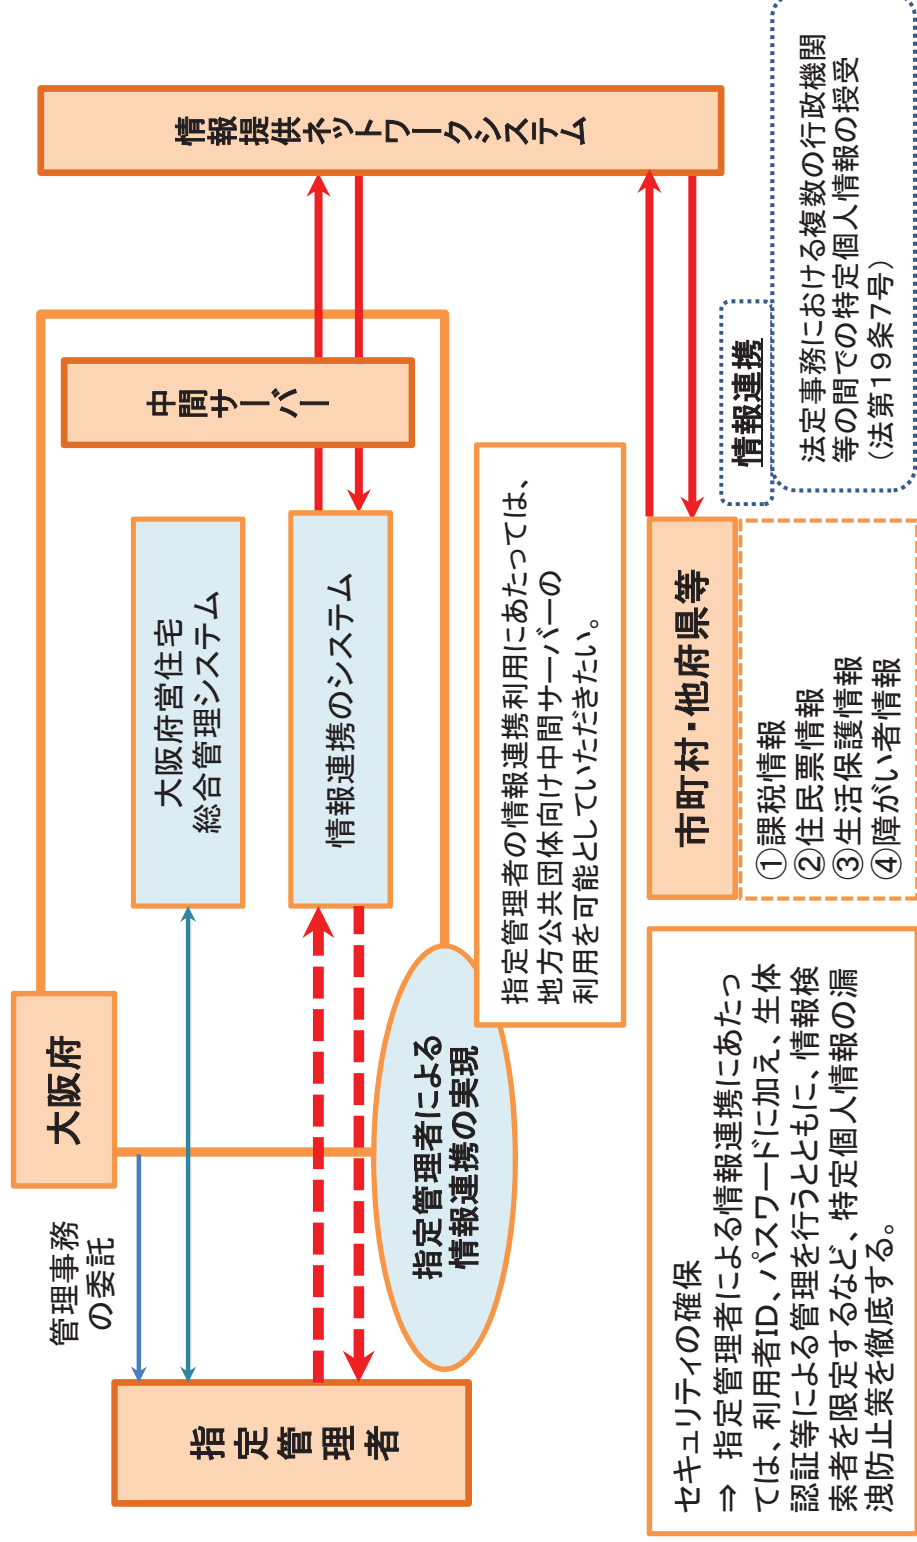 大阪府
管理事務
の委託
指定管理者
大阪府営住宅
総合管理システム
情報連携のシステム
中間サーバー
情報提供ネットワークシステム
指定管理者による
情報連携の実現
指定管理者の情報連携利用にあたっては、
地方公共団体向け中間サーバーの
利用を可能としていただきたい。
セキュリティの確保
⇒ 指定管理者による情報連携にあたっ
ては、利用者ID、パスワードに加え、生体
認証等による管理を行うとともに、情報検
索者を限定するなど、特定個人情報の漏
洩防止策を徹底する。
市町村・他府県等
①課税情報
②住民票情報
③生活保護情報
④障がい者情報
情報連携
法定事務における複数の行政機関
等の間での特定個人情報の授受
(法第19条7号)